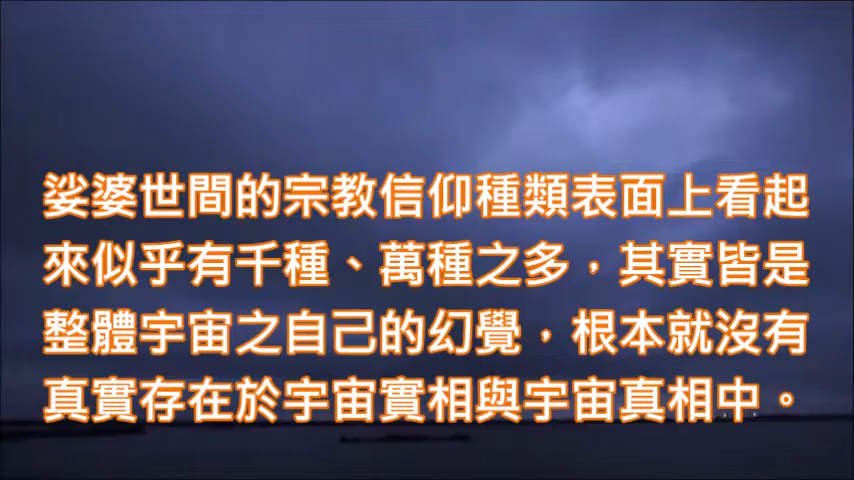 娑婆世間的宗教信仰種類表面上看起
來似乎有千種、萬種之多，其實皆是
整體宇宙之自己的幻覺，根本就沒有
真實存在於宇宙實相與宇宙真相中。